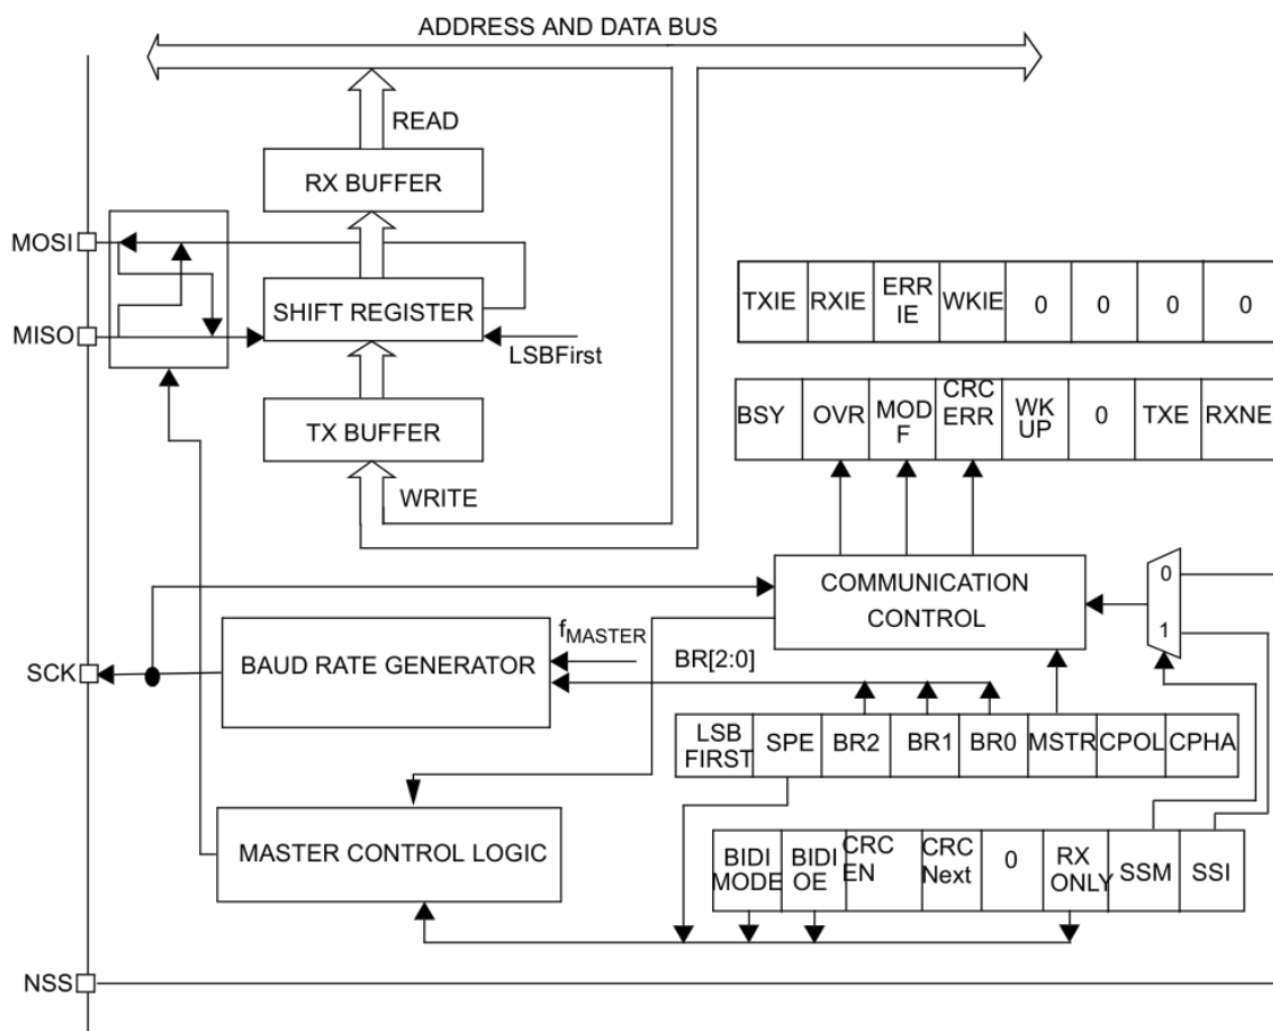 ADDRESS AND DATA BUS
READ
RX BUFFER
MOSI
SHIFT REGISTER
MISO
LSBFirst
TX BUFFER
WRITE
TXIE RXIE ERR IE WKIE 0 0 0 0
BSY OVR MOD F CRC ERR WK UP 0 TXE RXNE
COMMUNICATION
CONTROL
0
1
fMASTER
SCK
BAUD RATE GENERATOR
BR[2:0]
LSB FIRST SPE BR2 BR1 BR0 MSTR CPOL CPHA
MASTER CONTROL LOGIC
BIDI MODE BIDI OE CRC EN CRC Next 0 RX ONLY SSM SSI
NSS